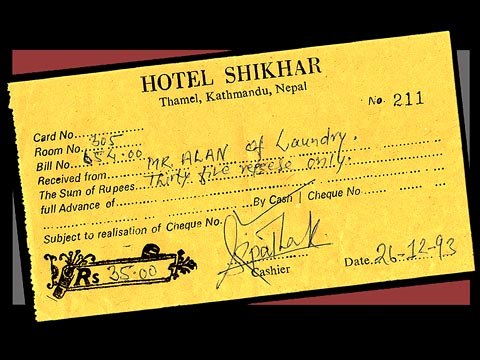 HOTEL SHIKHAR
Thamel, Kathmandu, Nepal
No. 211
Card No.
Room No. 305
Bill No.
Received from MR. ALAN of Laundry.
The Sum of Rupees Thirty five rupees only.
full Advance of By Cash | Cheque No
Subject to realisation of Cheque No.
Rs 35.00
Cashier
Date. 26-12-93